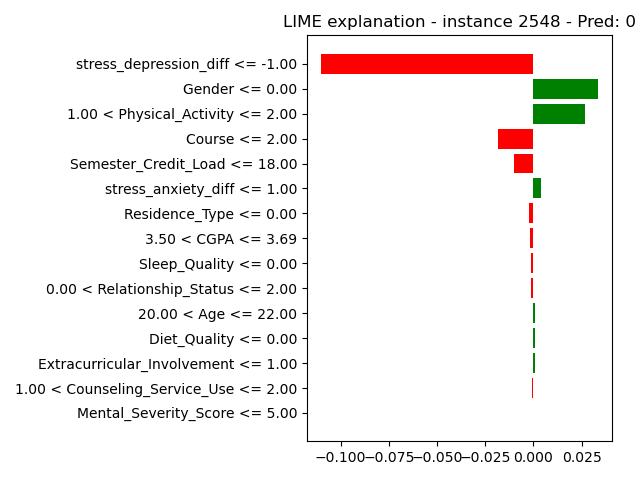 LIME explanation - instance 2548 - Pred: 0
stress_depression_diff <= -1.00
Gender <= 0.00
1.00 < Physical_Activity <= 2.00
Course <= 2.00
Semester_Credit_Load <= 18.00
stress_anxiety_diff <= 1.00
Residence_Type <= 0.00
3.50 < CGPA <= 3.69
Sleep_Quality <= 0.00
0.00 < Relationship_Status <= 2.00
20.00 < Age <= 22.00
Diet_Quality <= 0.00
Extracurricular_Involvement <= 1.00
1.00 < Counseling_Service_Use <= 2.00
Mental_Severity_Score <= 5.00
−0.100 −0.075 −0.050 −0.025 0.000 0.025